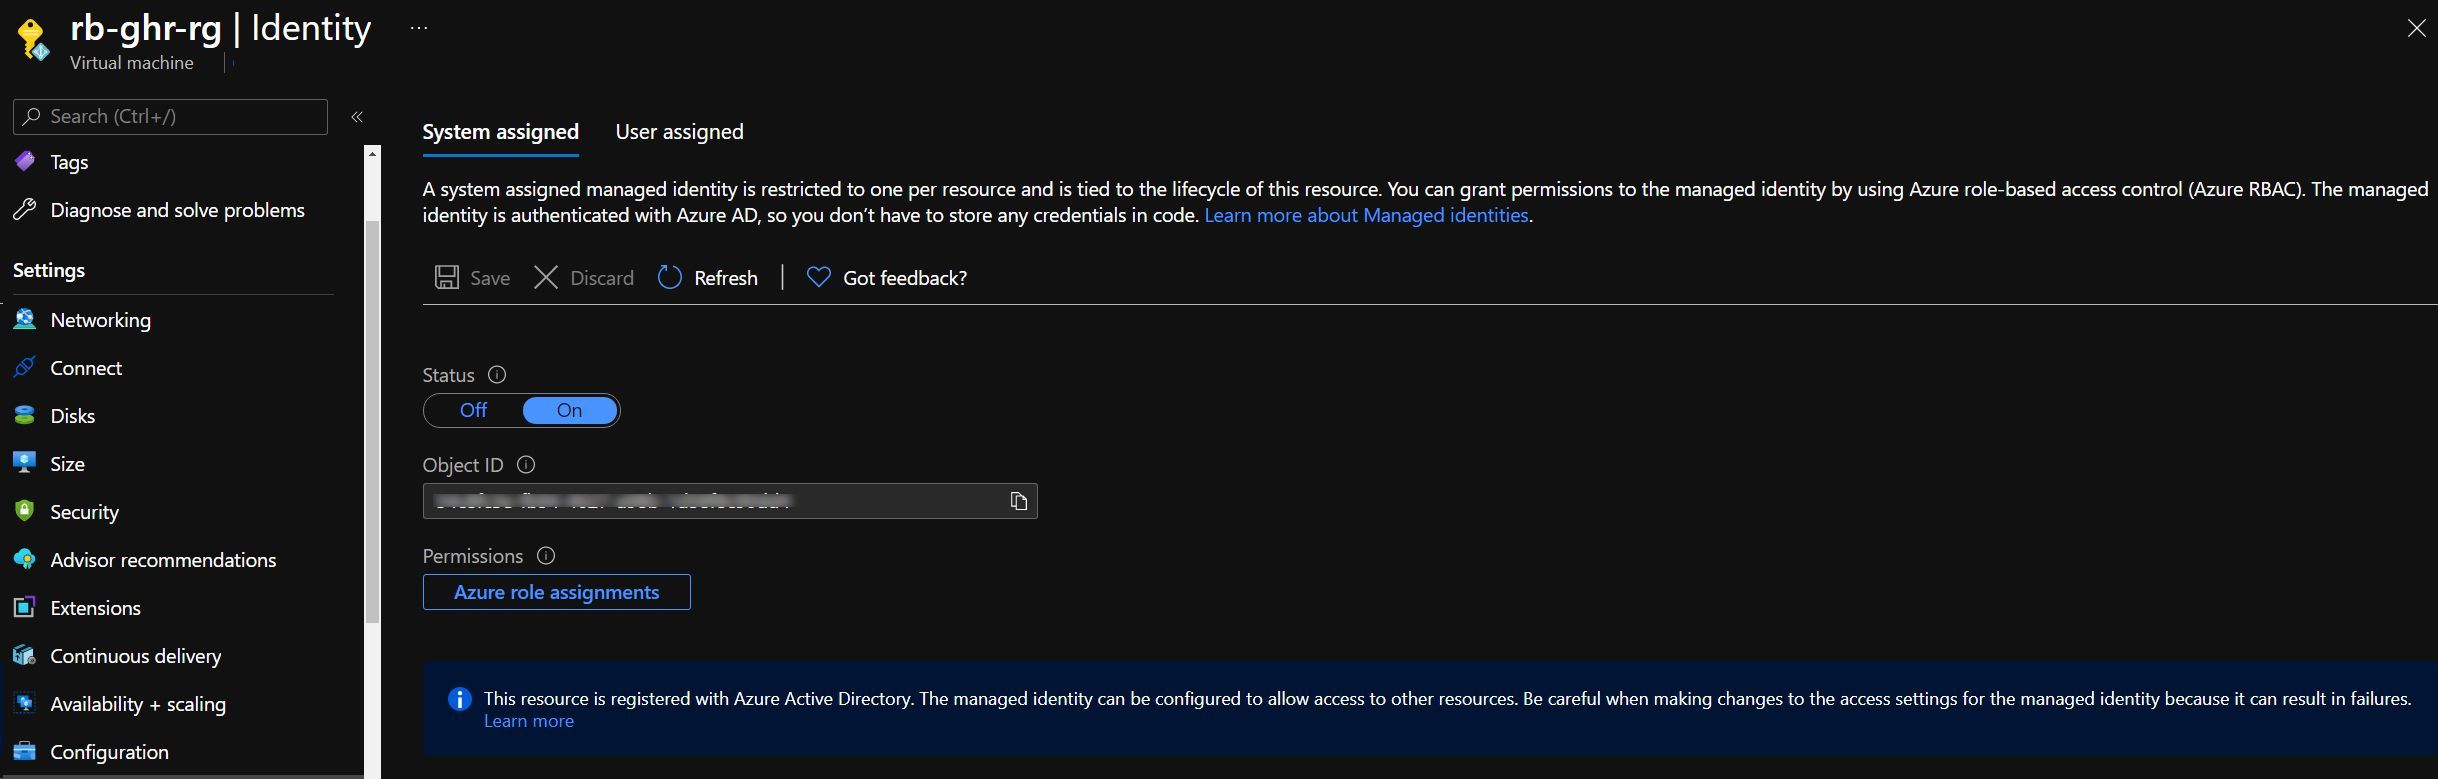 rb-ghr-rg | Identity ...
Virtual machine
Search (Ctrl+/)
«
Tags
Diagnose and solve problems
Settings
Networking
Connect
Disks
Size
Security
Advisor recommendations
Extensions
Continuous delivery
Availability + scaling
Configuration
System assigned User assigned
A system assigned managed identity is restricted to one per resource and is tied to the lifecycle of this resource. You can grant permissions to the managed identity by using Azure role-based access control (Azure RBAC). The managed
identity is authenticated with Azure AD, so you don’t have to store any credentials in code. Learn more about Managed identities.
Save Discard Refresh | Got feedback?
Status
Off On
Object ID
Permissions
Azure role assignments
This resource is registered with Azure Active Directory. The managed identity can be configured to allow access to other resources. Be careful when making changes to the access settings for the managed identity because it can result in failures.
Learn more